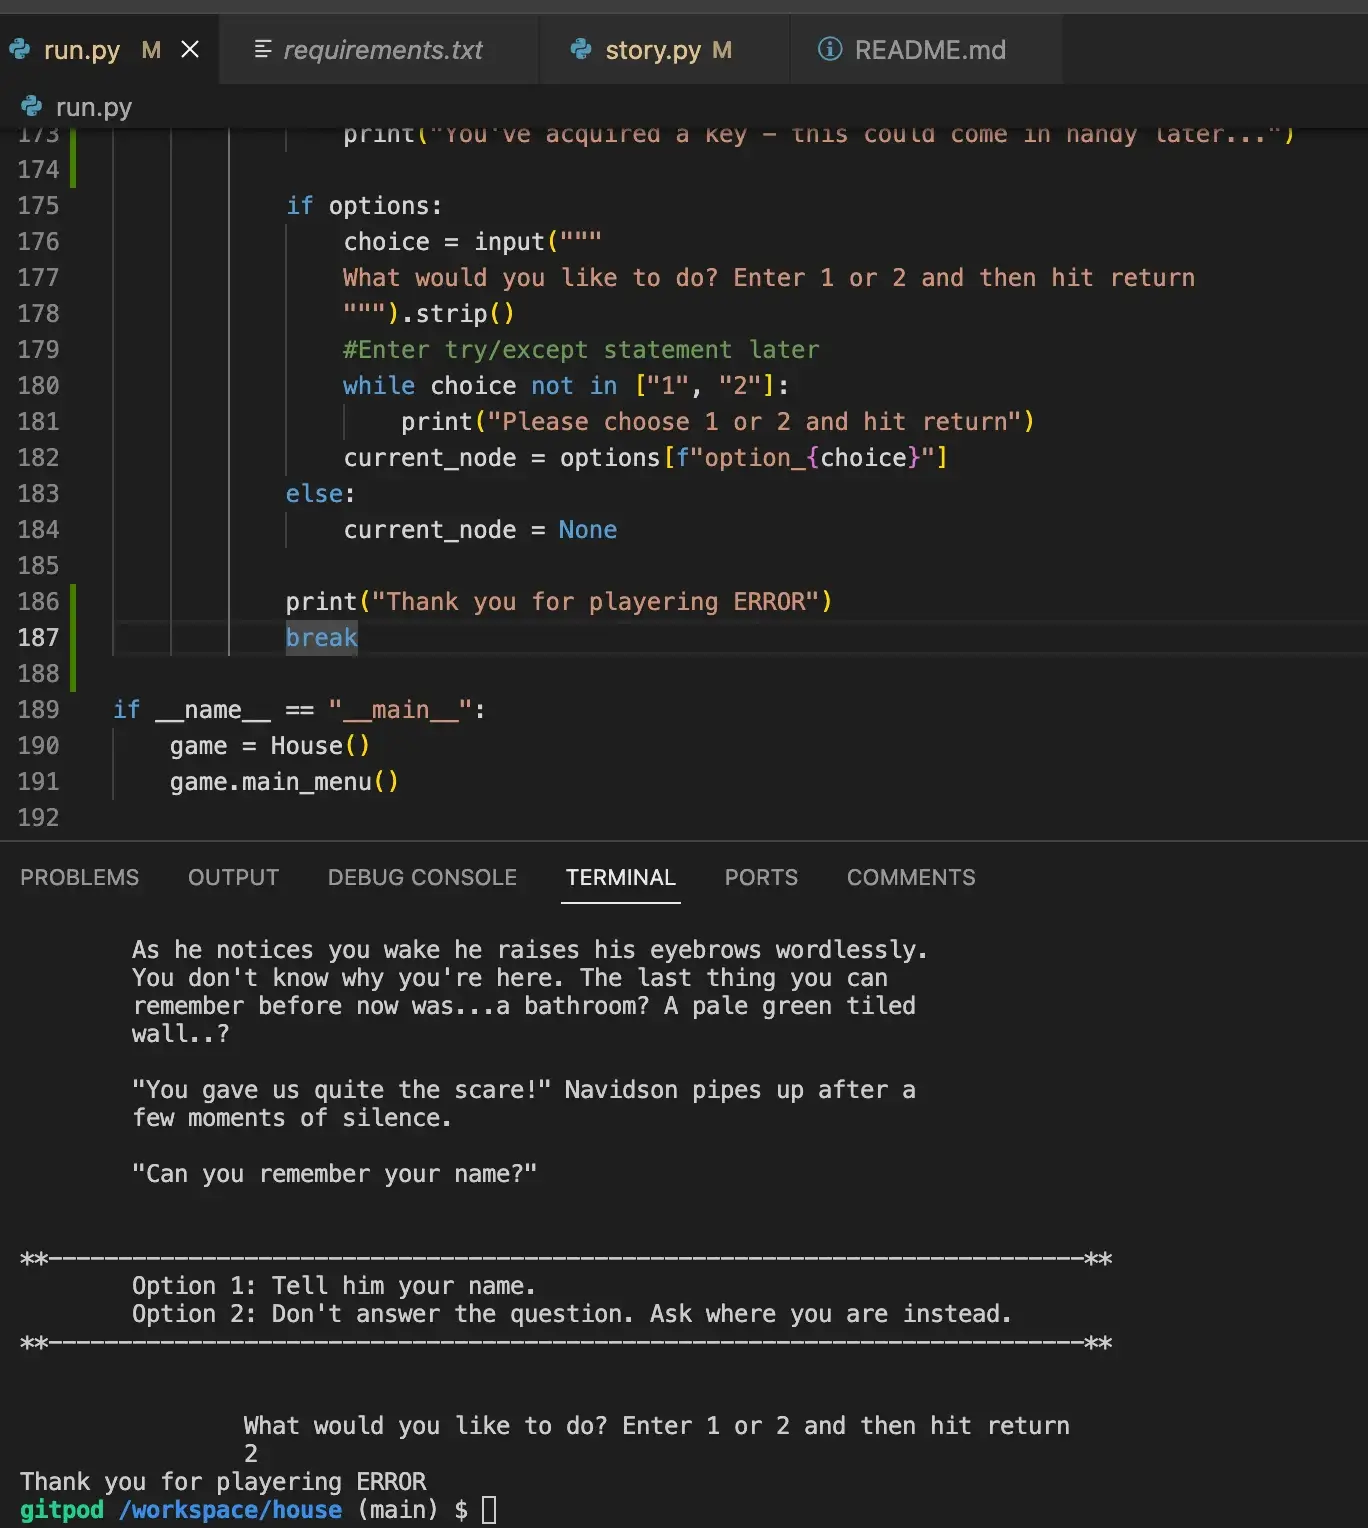 run.py M
requirements.txt
story.py M
README.md
run.py
173 print("You've acquired a key – this could come in handy later...")
174
175 if options:
176 choice = input("""
177 What would you like to do? Enter 1 or 2 and then hit return
178 """).strip()
179 #Enter try/except statement later
180 while choice not in ["1", "2"]:
181 print("Please choose 1 or 2 and hit return")
182 current_node = options[f"option_{choice}"]
183 else:
184 current_node = None
185
186 print("Thank you for playering ERROR")
187 break
188
189 if __name__ == "__main__":
190 game = House()
191 game.main_menu()
192
PROBLEMS OUTPUT DEBUG CONSOLE TERMINAL PORTS COMMENTS
As he notices you wake he raises his eyebrows wordlessly.
You don't know why you're here. The last thing you can
remember before now was...a bathroom? A pale green tiled
wall..?
"You gave us quite the scare!" Navidson pipes up after a
few moments of silence.
"Can you remember your name?"
**——————————————————————————————————————————————————————————————————————————**
Option 1: Tell him your name.
Option 2: Don't answer the question. Ask where you are instead.
**——————————————————————————————————————————————————————————————————————————**
What would you like to do? Enter 1 or 2 and then hit return
2
Thank you for playering ERROR
gitpod /workspace/house (main) $